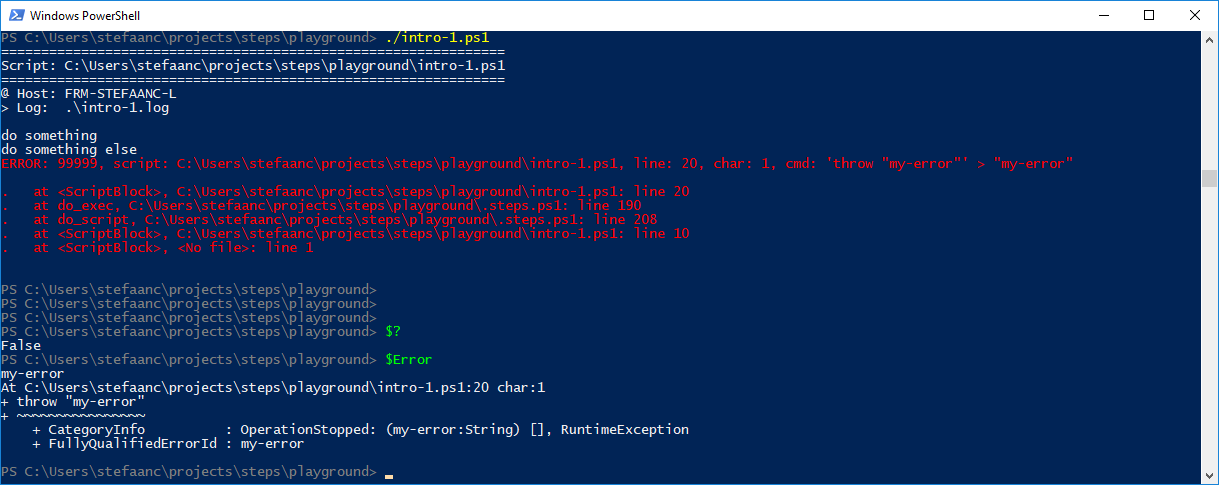 Windows PowerShell
PS C:\Users\stefaanc\projects\steps\playground> ./intro-1.ps1
===============================================================
Script: C:\Users\stefaanc\projects\steps\playground\intro-1.ps1
===============================================================
@ Host: FRM-STEFAANC-L
> Log:  .\intro-1.log
do something
do something else
ERROR: 99999, script: C:\Users\stefaanc\projects\steps\playground\intro-1.ps1, line: 20, char: 1, cmd: 'throw "my-error"' > "my-error"
.   at <ScriptBlock>, C:\Users\stefaanc\projects\steps\playground\intro-1.ps1: line 20
.   at do_exec, C:\Users\stefaanc\projects\steps\playground\.steps.ps1: line 190
.   at do_script, C:\Users\stefaanc\projects\steps\playground\.steps.ps1: line 208
.   at <ScriptBlock>, C:\Users\stefaanc\projects\steps\playground\intro-1.ps1: line 10
.   at <ScriptBlock>, <No file>: line 1
PS C:\Users\stefaanc\projects\steps\playground>
PS C:\Users\stefaanc\projects\steps\playground>
PS C:\Users\stefaanc\projects\steps\playground>
PS C:\Users\stefaanc\projects\steps\playground> $?
False
PS C:\Users\stefaanc\projects\steps\playground> $Error
my-error
At C:\Users\stefaanc\projects\steps\playground\intro-1.ps1:20 char:1
+ throw "my-error"
+ ~~~~~~~~~~~~~~~~
    + CategoryInfo          : OperationStopped: (my-error:String) [], RuntimeException
    + FullyQualifiedErrorId : my-error
PS C:\Users\stefaanc\projects\steps\playground>